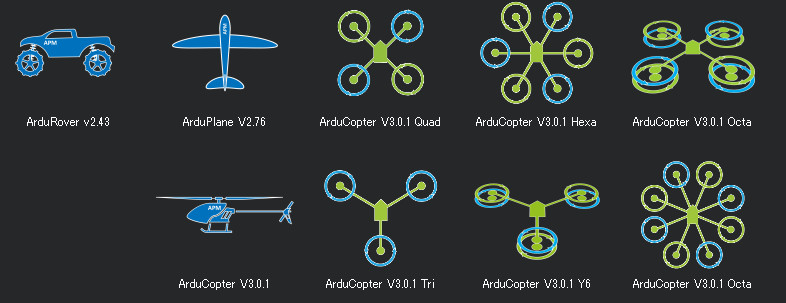 APM
APM
ArduRover v2.43
ArduPlane V2.76
ArduCopter V3.0.1 Quad
ArduCopter V3.0.1 Hexa
ArduCopter V3.0.1 Octa
APM
ArduCopter V3.0.1
ArduCopter V3.0.1 Tri
ArduCopter V3.0.1 Y6
ArduCopter V3.0.1 Octa